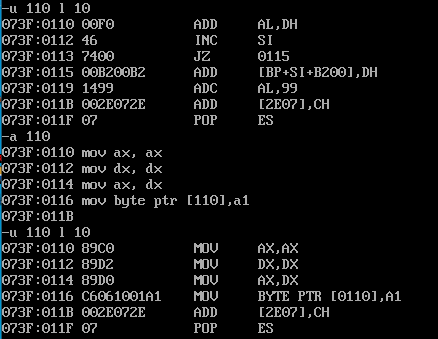 -u 110 l 10
073F:0110 00F0 ADD AL,DH
073F:0112 46 INC SI
073F:0113 7400 JZ 0115
073F:0115 00B200B2 ADD [BP+SI+B200],DH
073F:0119 1499 ADC AL,99
073F:011B 002E072E ADD [2E07],CH
073F:011F 07 POP ES
-a 110
073F:0110 mov ax, ax
073F:0112 mov dx, dx
073F:0114 mov ax, dx
073F:0116 mov byte ptr [110],a1
073F:011B
-u 110 l 10
073F:0110 89C0 MOV AX,AX
073F:0112 89D2 MOV DX,DX
073F:0114 89D0 MOV AX,DX
073F:0116 C6061001A1 MOV BYTE PTR [0110],A1
073F:011B 002E072E ADD [2E07],CH
073F:011F 07 POP ES